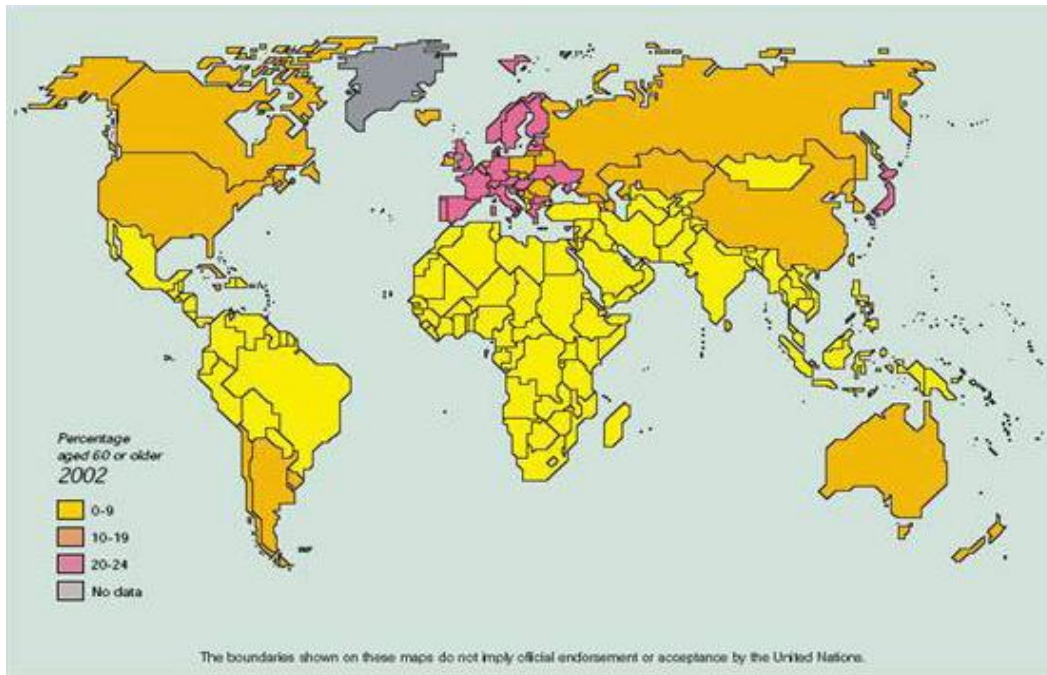 Percentage
aged 60 or older
2002
0-9
10-19
20-24
No data
The boundaries shown on these maps do not imply official endorsement or acceptance by the United Nations.